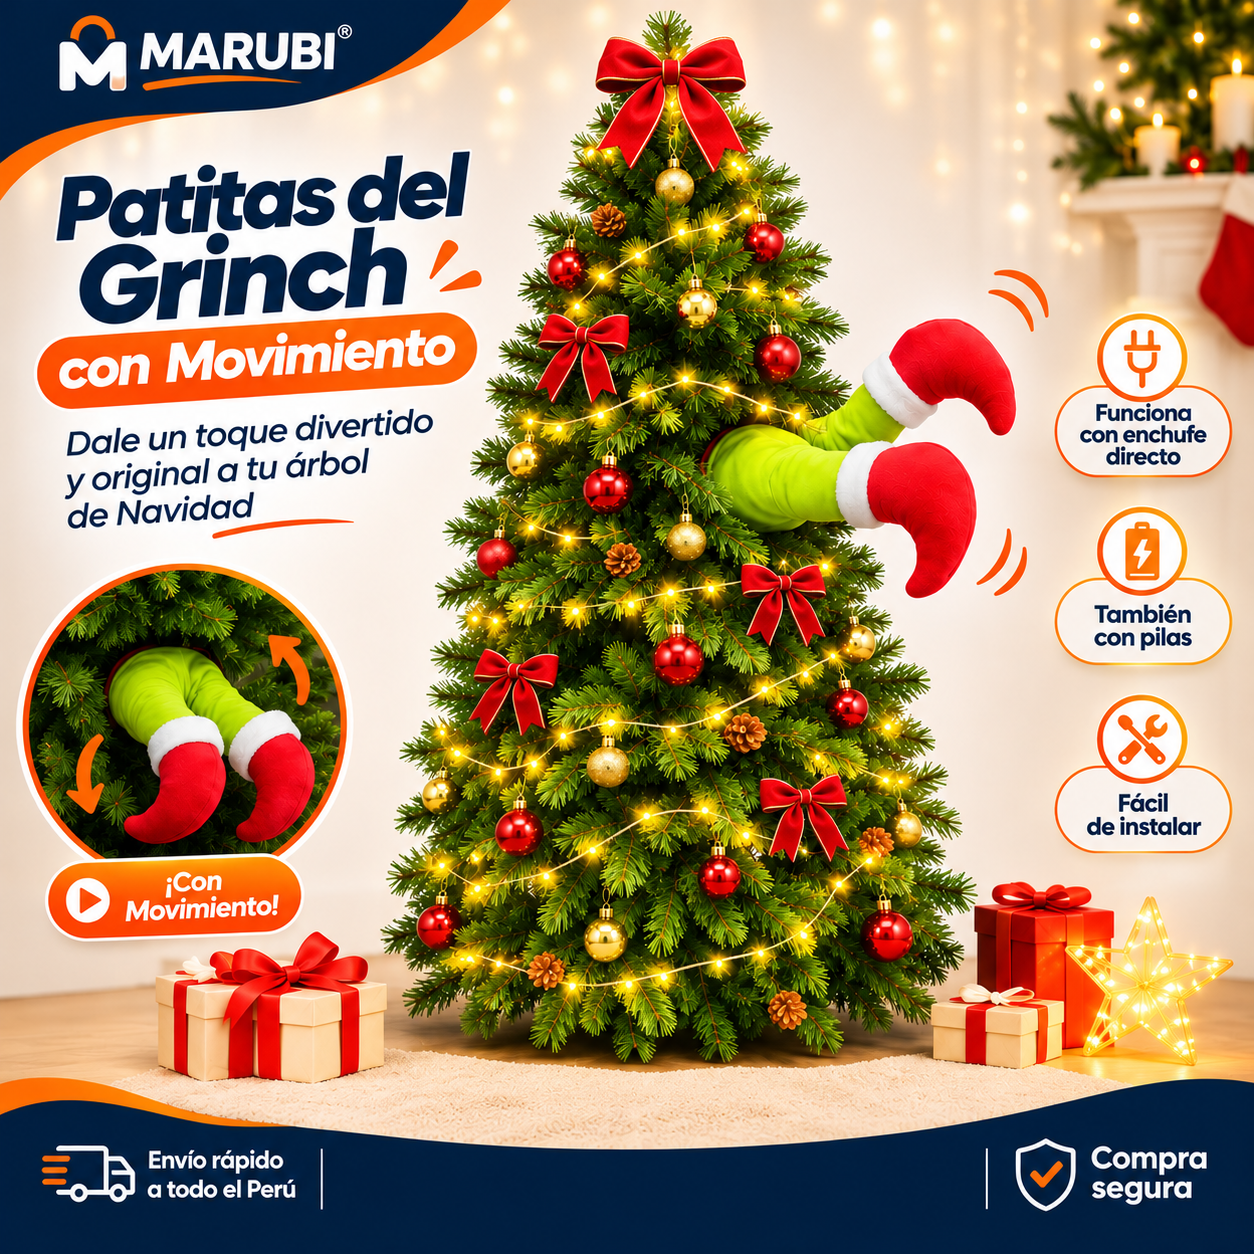 MARUBI®
Patitas del
Grinch
con Movimiento
Dale un toque divertido
y original a tu árbol
de Navidad
¡Con
Movimiento!
Funciona
con enchufe
directo
También
con pilas
Fácil
de instalar
Envío rápido
a todo el Perú
Compra
segura